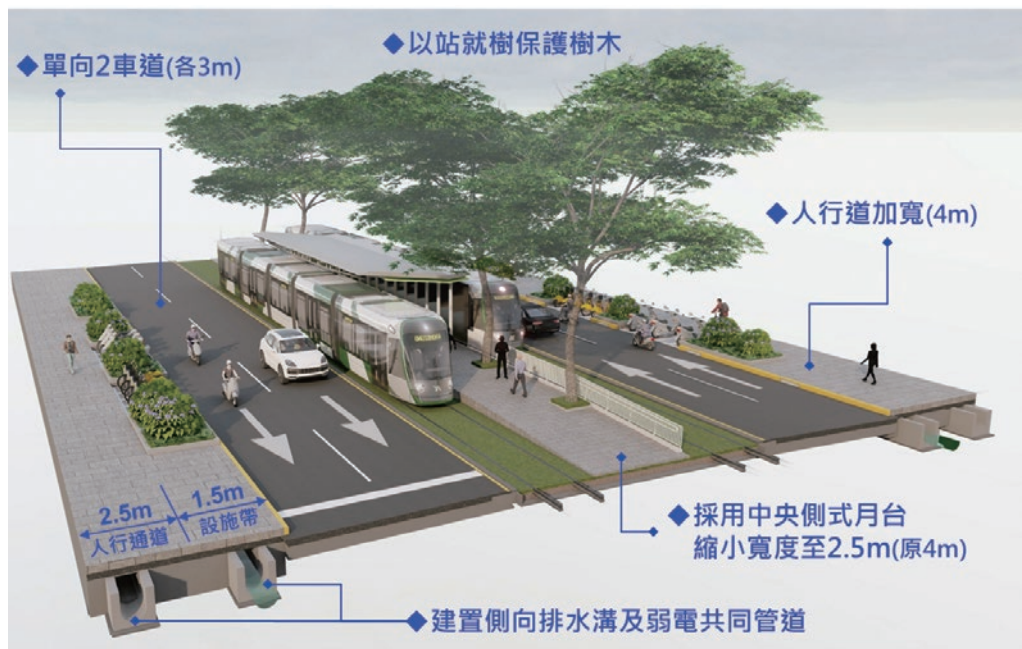 ◆以站就樹保護樹木
◆單向2車道(各3m)
◆人行道加寬(4m)
2.5m
人行通道
1.5m
設施帶
◆採用中央側式月台
縮小寬度至2.5m(原4m)
◆建置側向排水溝及弱電共同管道